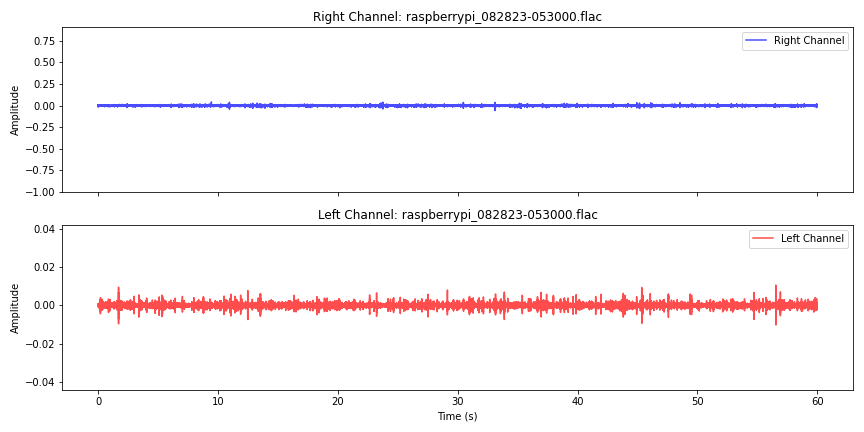 Right Channel: raspberrypi_082823-053000.flac
Right Channel
0.75
0.50
0.25
0.00
−0.25
−0.50
−0.75
−1.00
Amplitude
Left Channel: raspberrypi_082823-053000.flac
Left Channel
0.04
0.02
0.00
−0.02
−0.04
Amplitude
0 10 20 30 40 50 60
Time (s)